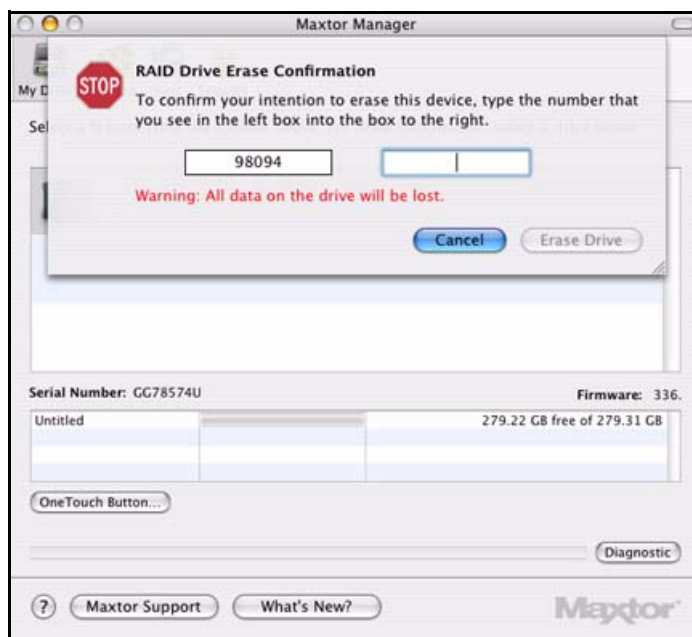 Maxtor Manager
My D
Sel
STOP
RAID Drive Erase Confirmation
To confirm your intention to erase this device, type the number that
you see in the left box into the box to the right.
98094
Warning: All data on the drive will be lost.
Cancel
Erase Drive
Serial Number: GG78574U
Firmware: 336.
Untitled
279.22 GB free of 279.31 GB
OneTouch Button...
Diagnostic
?
Maxtor Support
What's New?
Maxtor